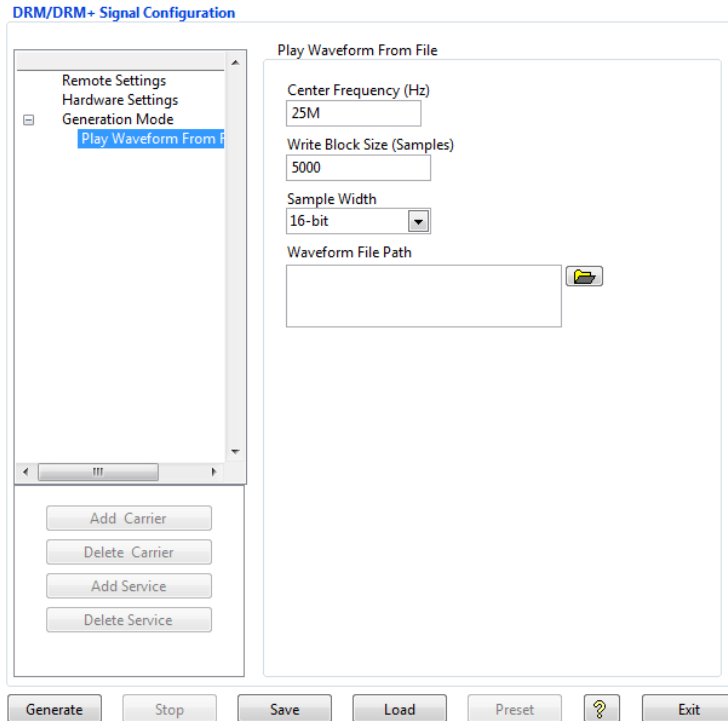 DRM/DRM+ Signal Configuration
Remote Settings
Hardware Settings
Generation Mode
Play Waveform From F
Play Waveform From File
Center Frequency (Hz)
25M
Write Block Size (Samples)
5000
Sample Width
16-bit
Waveform File Path
Add Carrier
Delete Carrier
Add Service
Delete Service
Generate
Stop
Save
Load
Preset
?
Exit